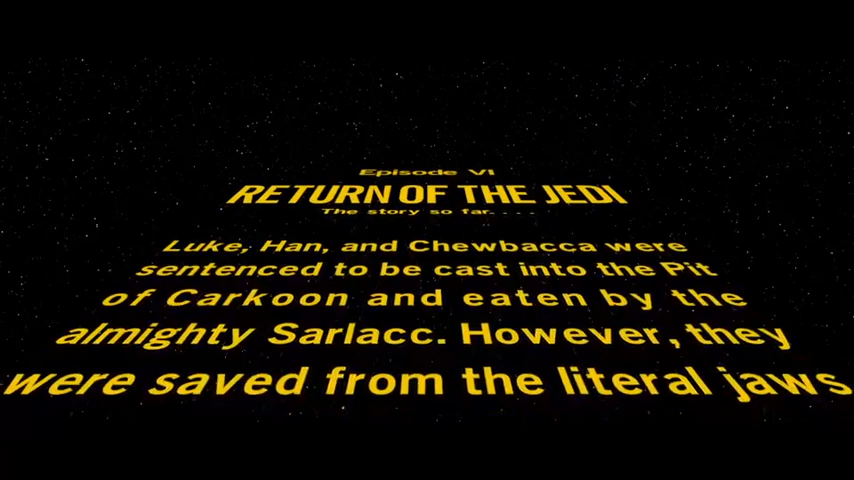 Episode VI
RETURN OF THE JEDI
The story so far. . . .
Luke, Han, and Chewbacca were
sentenced to be cast into the Pit
of Carkoon and eaten by the
almighty Sarlacc. However, they
were saved from the literal jaws